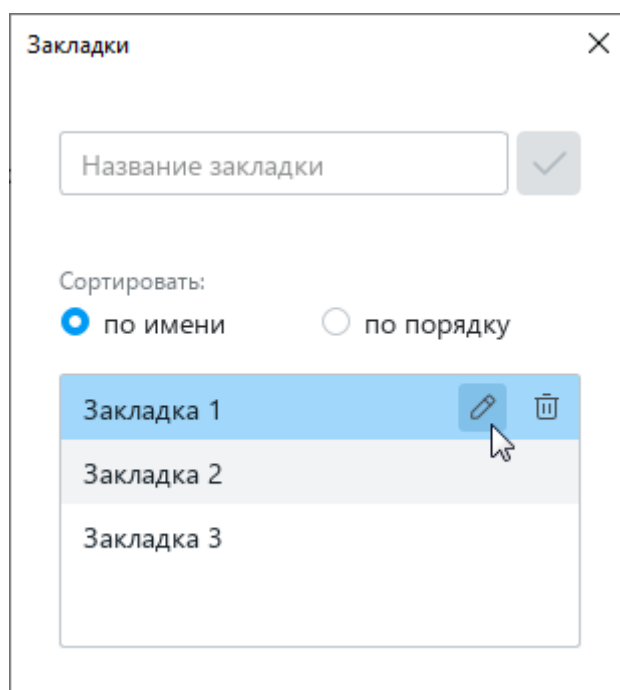 Закладки
Название закладки
Сортировать:
по имени по порядку
Закладка 1
Закладка 2
Закладка 3